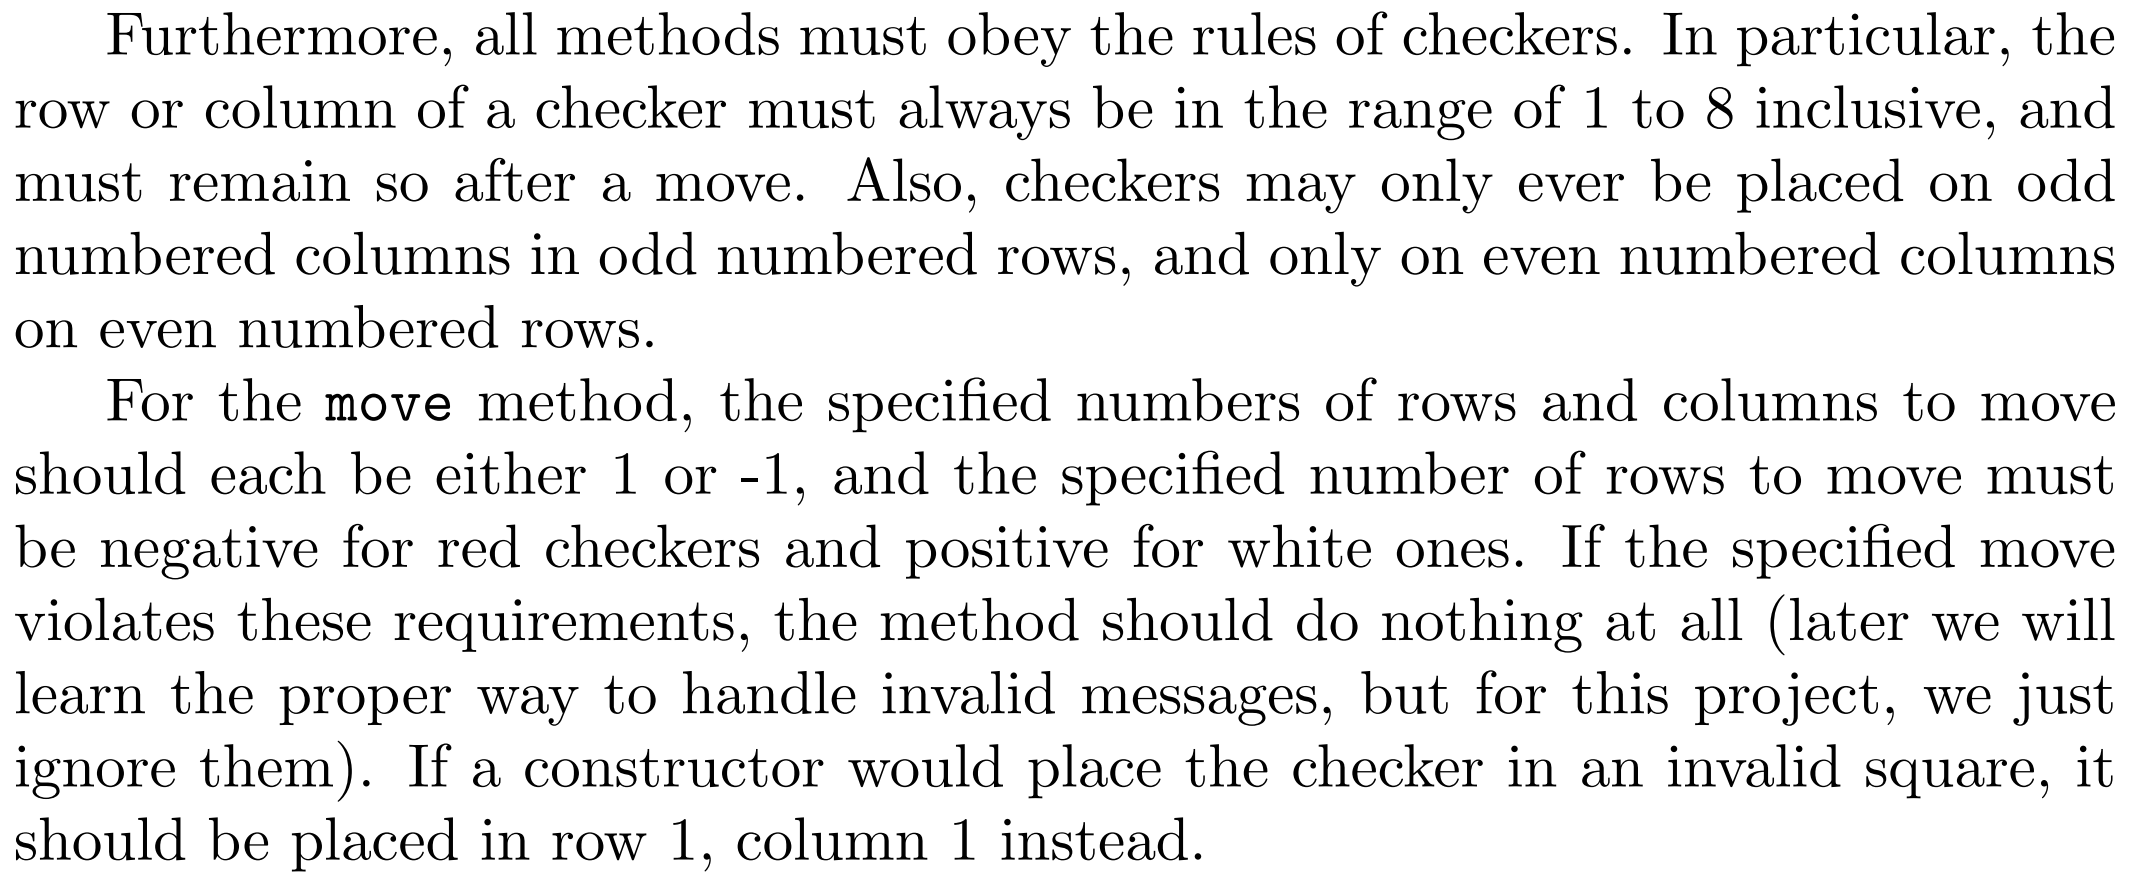 Furthermore, all methods must obey the rules of checkers. In particular, the
row or column of a checker must always be in the range of 1 to 8 inclusive, and
must remain so after a move. Also, checkers may only ever be placed on odd
numbered columns in odd numbered rows, and only on even numbered columns
on even numbered rows.
For the move method, the specified numbers of rows and columns to move
should each be either 1 or -1, and the specified number of rows to move must
be negative for red checkers and positive for white ones. If the specified move
violates these requirements, the method should do nothing at all (later we will
learn the proper way to handle invalid messages, but for this project, we just
ignore them). If a constructor would place the checker in an invalid square, it
should be placed in row 1, column 1 instead.